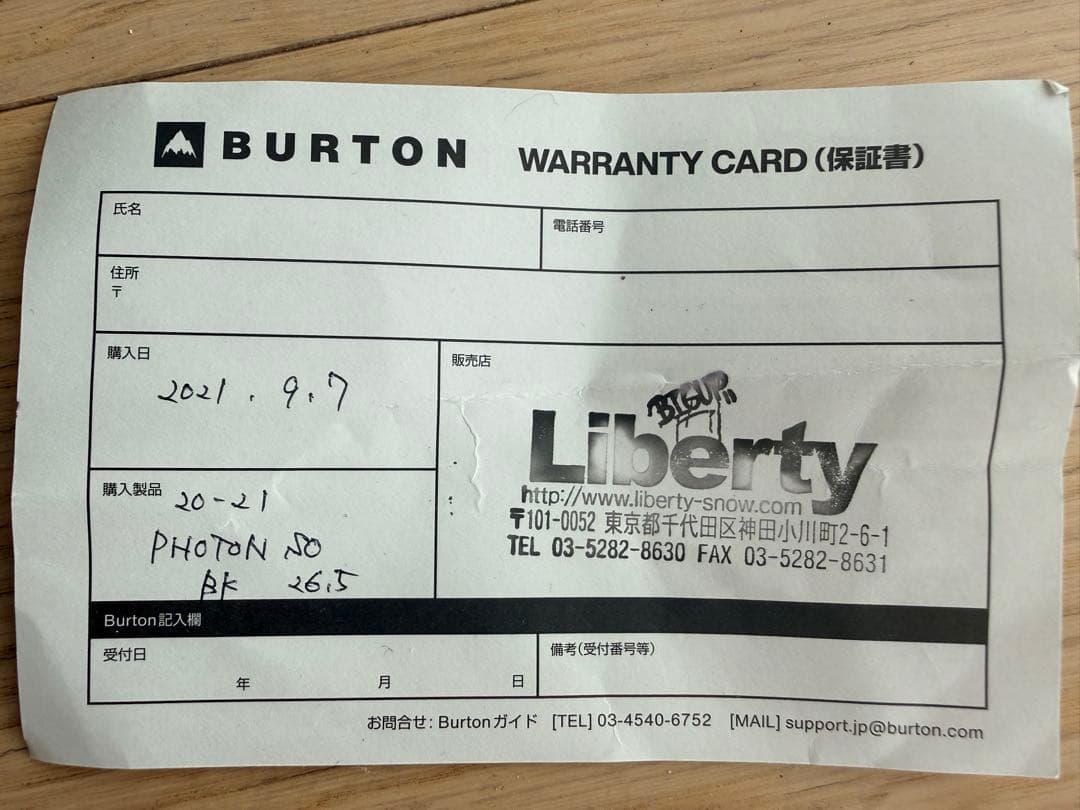 BURTON WARRANTY CARD(保証書)
氏名
電話番号
住所
〒
購入日
2021.9.7
販売店
BIGUP!!
Liberty
http://www.liberty-snow.com
〒101-0052 東京都千代田区神田小川町2-6-1
TEL 03-5282-8630 FAX 03-5282-8631
購入製品 20-21
PHOTON SO
BK 26.5
Burton記入欄
受付日
年 月 日
備考(受付番号等)
お問合せ: Burtonガイド [TEL] 03-4540-6752 [MAIL] support.jp@burton.com